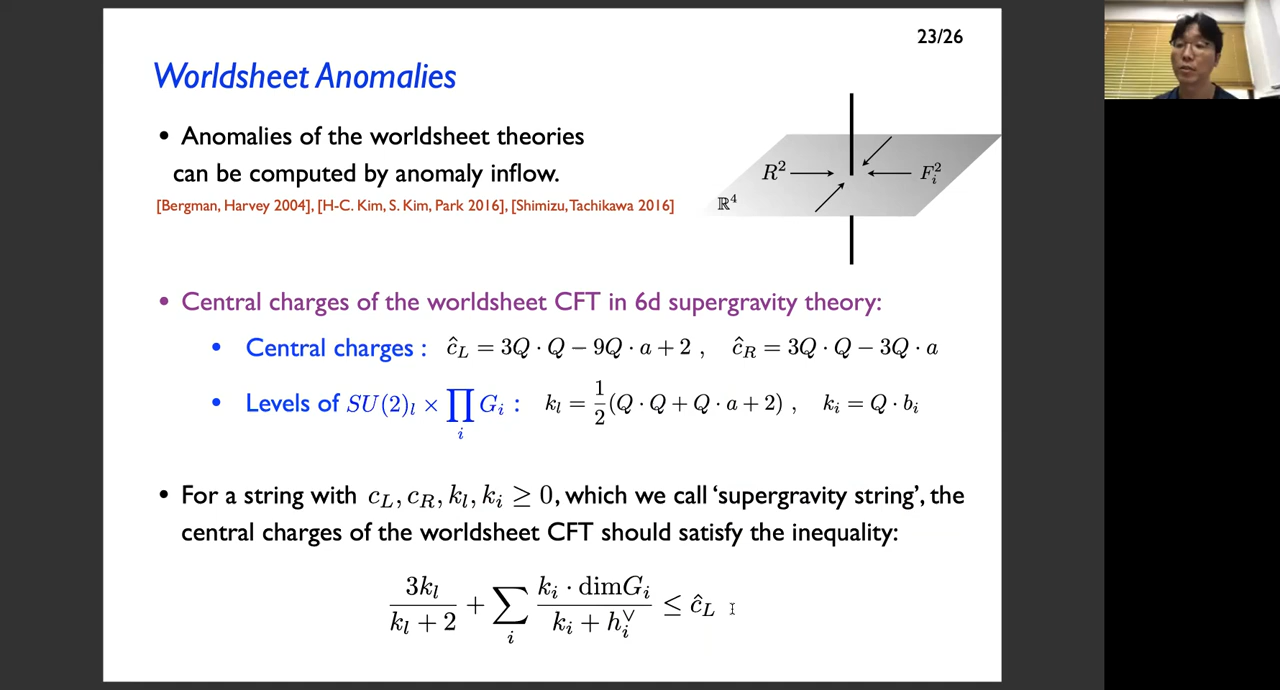 23/26
Worldsheet Anomalies
• Anomalies of the worldsheet theories
can be computed by anomaly inflow.
[Bergman, Harvey 2004], [H-C. Kim, S. Kim, Park 2016], [Shimizu, Tachikawa 2016]
R² F_i²
ℝ⁴
• Central charges of the worldsheet CFT in 6d supergravity theory:
• Central charges : ĉ_L = 3Q · Q − 9Q · a + 2 , ĉ_R = 3Q · Q − 3Q · a
• Levels of SU(2)_l × ∏_i G_i : k_l = 1/2 (Q · Q + Q · a + 2) , k_i = Q · b_i
• For a string with c_L, c_R, k_l, k_i ≥ 0, which we call ‘supergravity string’, the
central charges of the worldsheet CFT should satisfy the inequality:
3k_l / (k_l + 2) + ∑_i (k_i · dimG_i) / (k_i + h_i^∨) ≤ ĉ_L